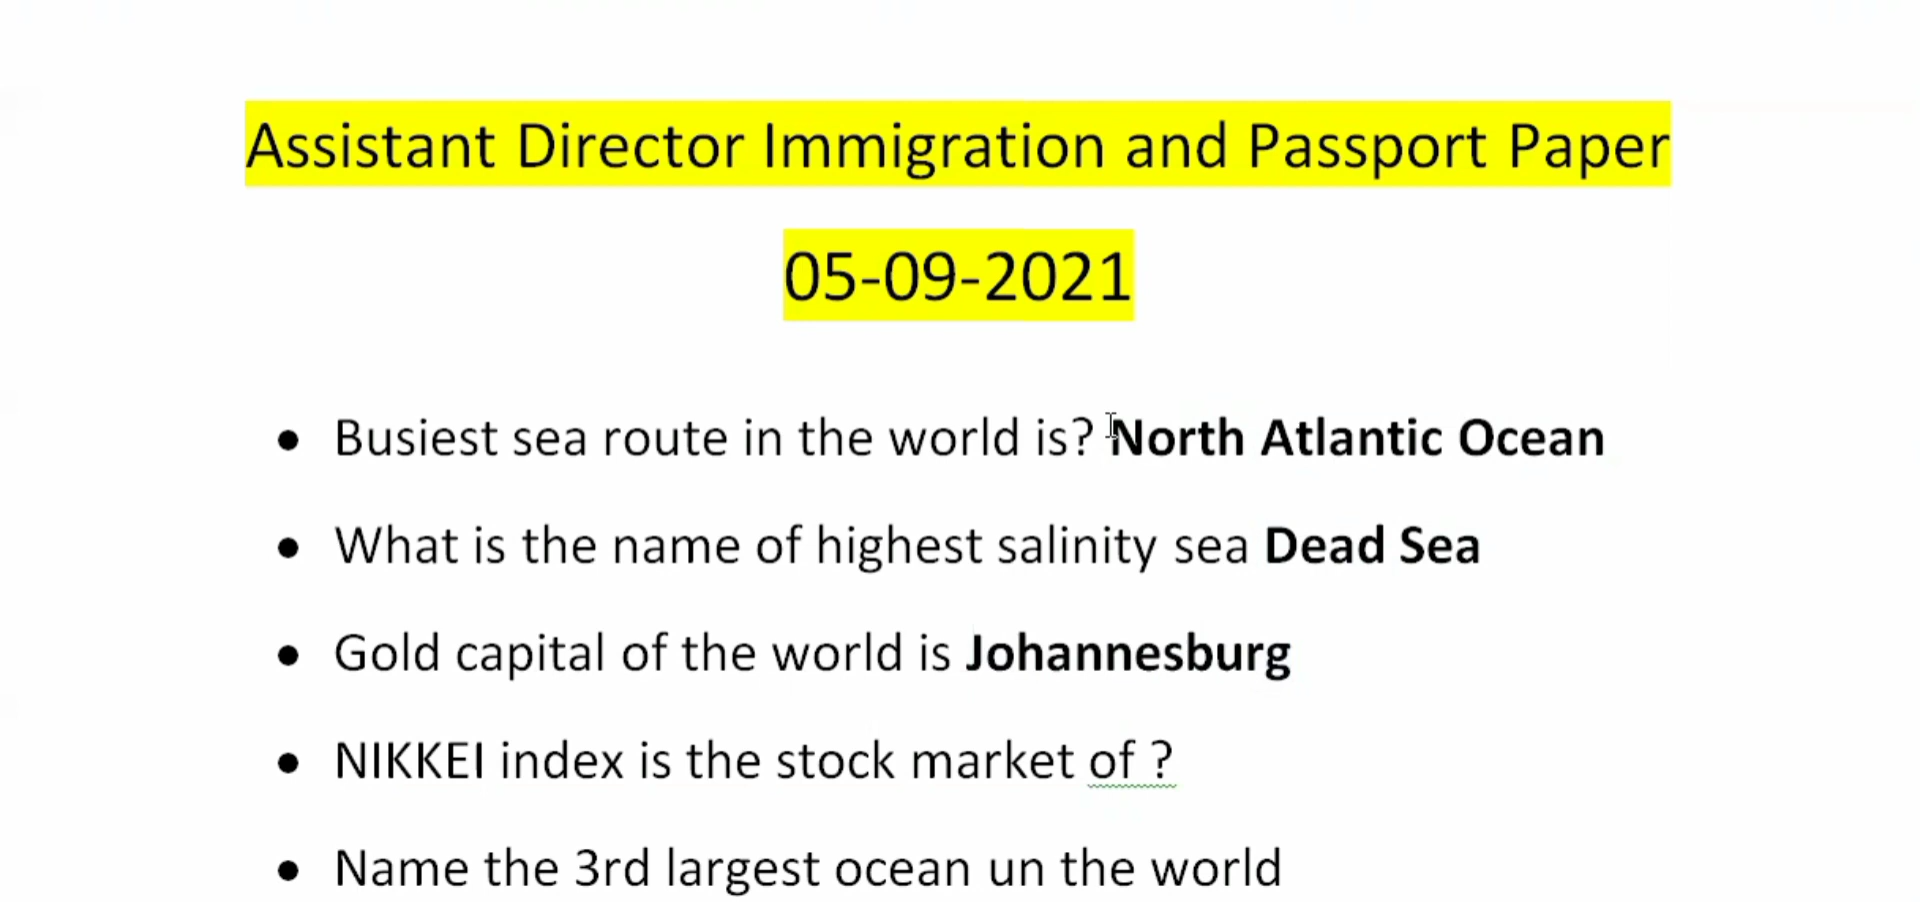 Assistant Director Immigration and Passport Paper
05-09-2021
• Busiest sea route in the world is? North Atlantic Ocean
• What is the name of highest salinity sea Dead Sea
• Gold capital of the world is Johannesburg
• NIKKEI index is the stock market of ?
• Name the 3rd largest ocean un the world